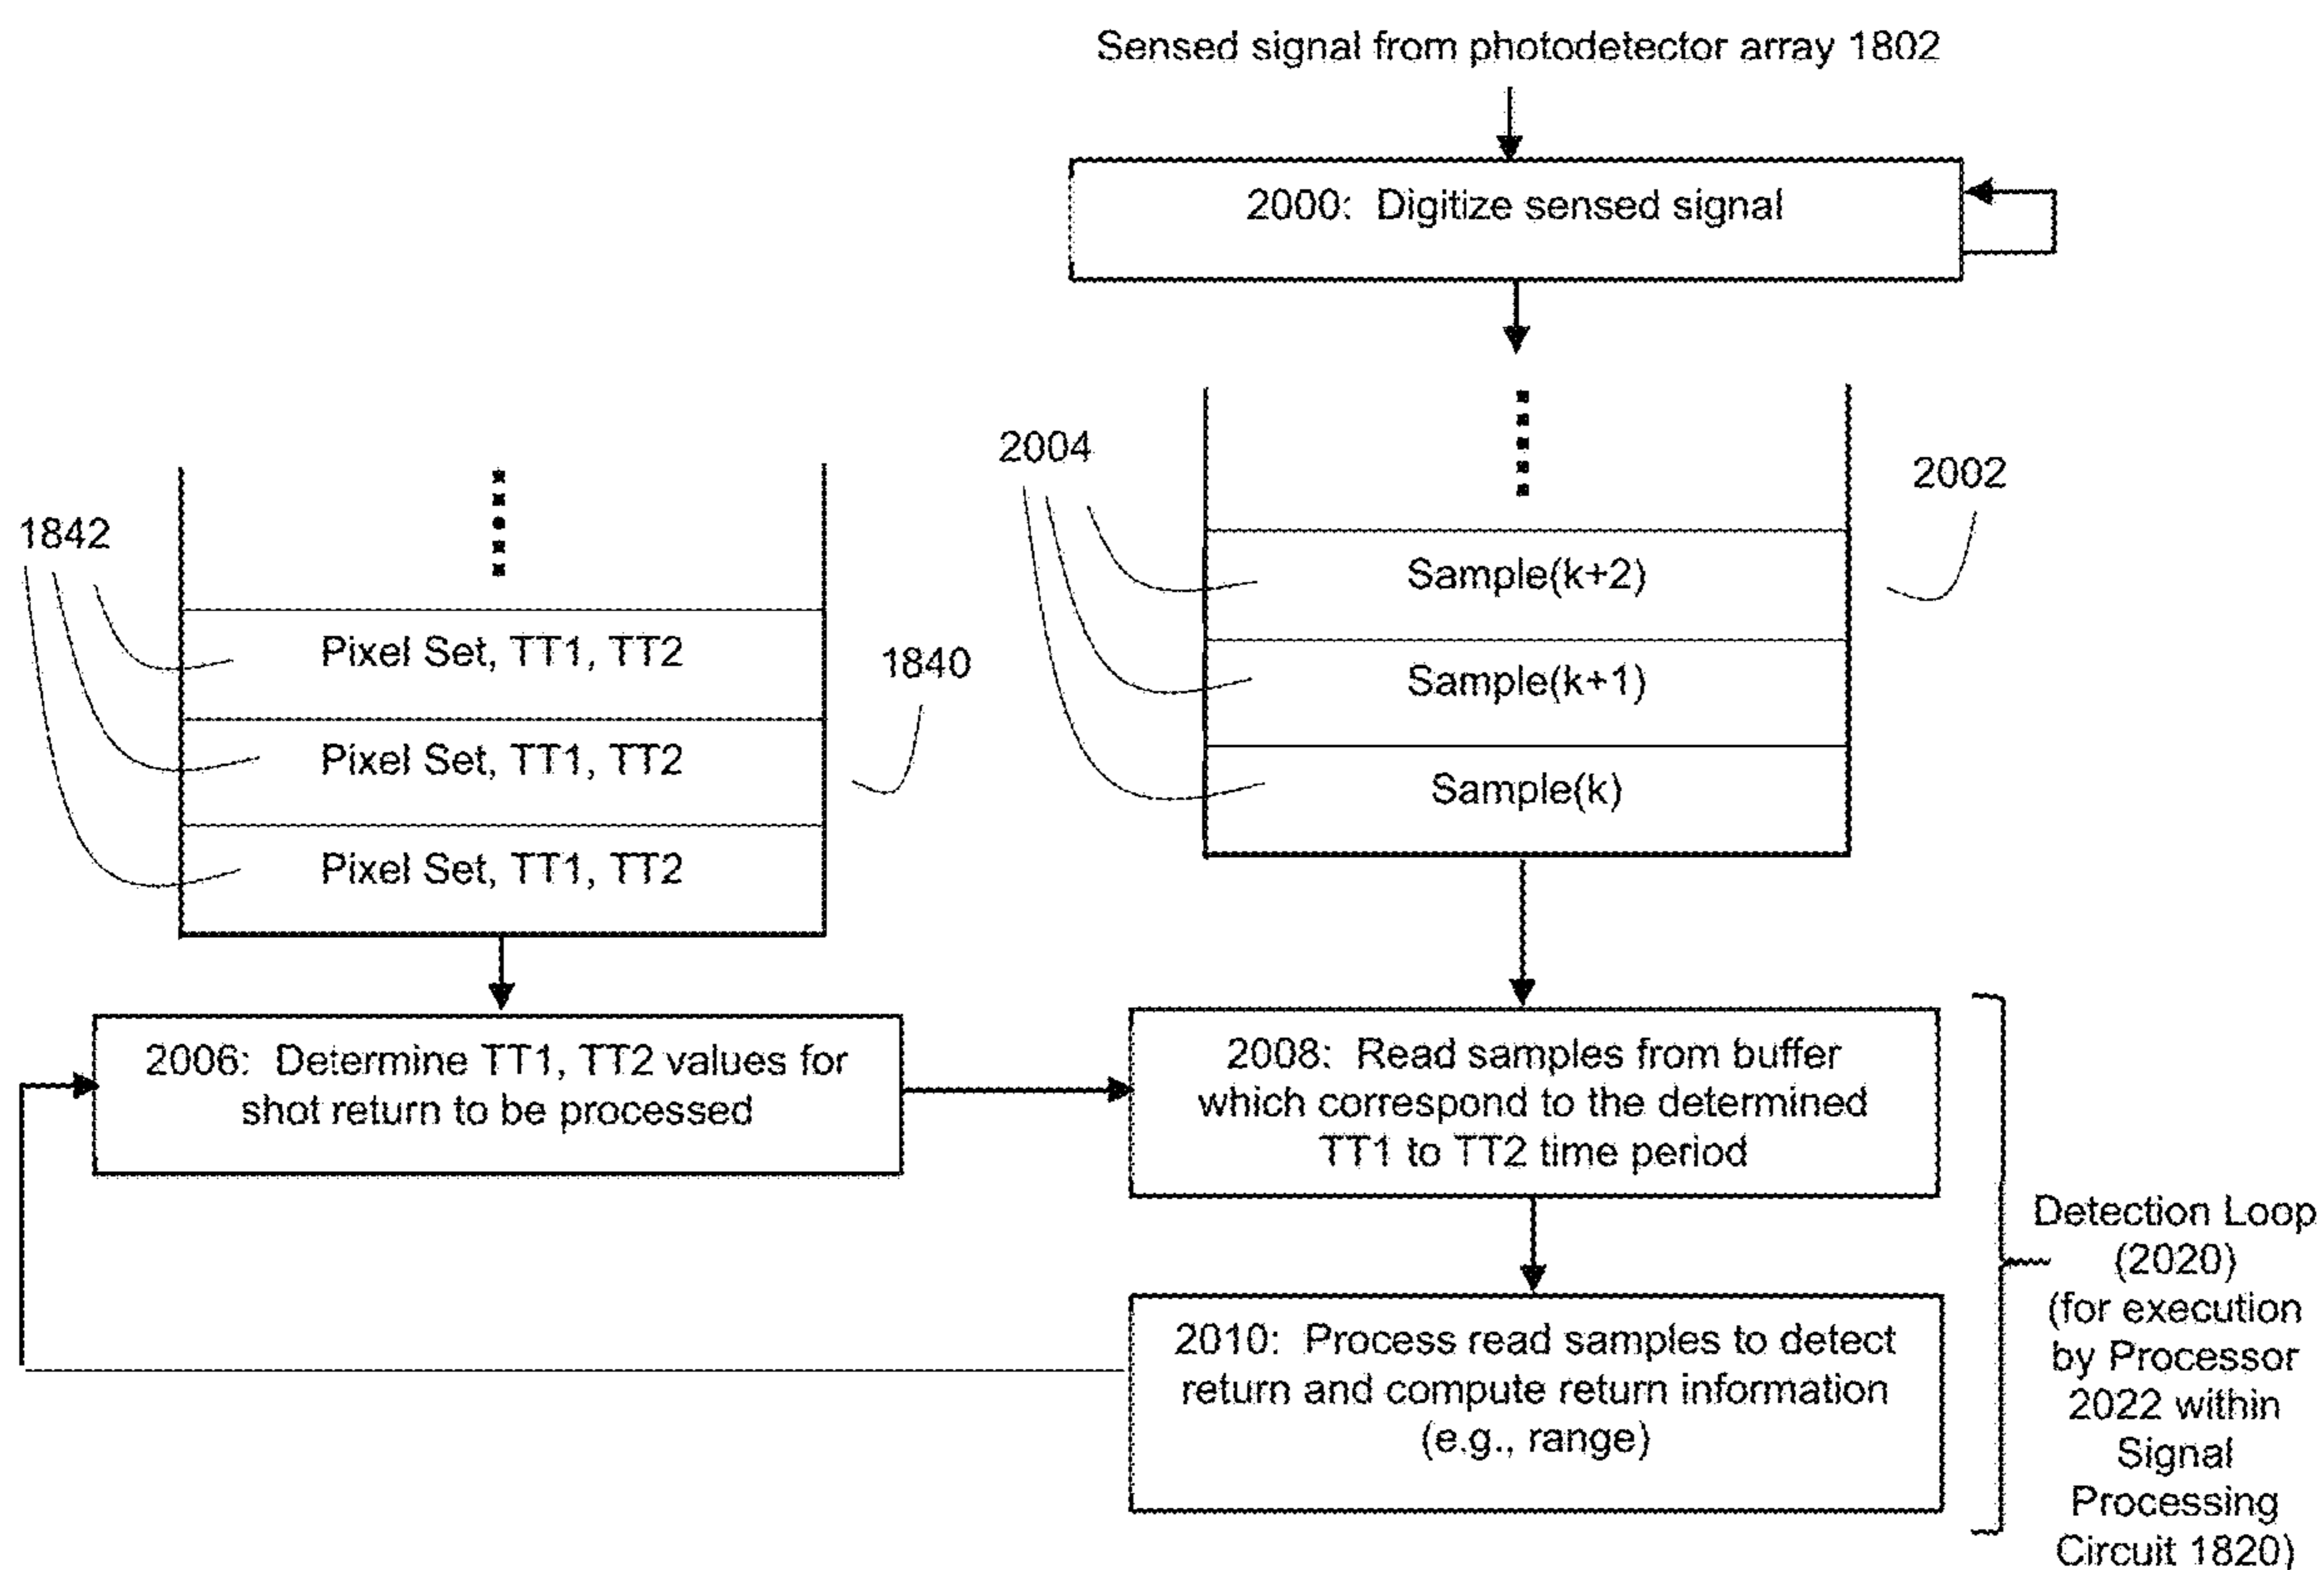 Sensed signal from photodetector array 1802
2000: Digitize sensed signal
2004
2002
Sample(k+2)
Sample(k+1)
Sample(k)
1842
1840
Pixel Set, TT1, TT2
Pixel Set, TT1, TT2
Pixel Set, TT1, TT2
2006: Determine TT1, TT2 values for
shot return to be processed
2008: Read samples from buffer
which correspond to the determined
TT1 to TT2 time period
2010: Process read samples to detect
return and compute return information
(e.g., range)
Detection Loop
(2020)
(for execution
by Processor
2022 within
Signal
Processing
Circuit 1820)